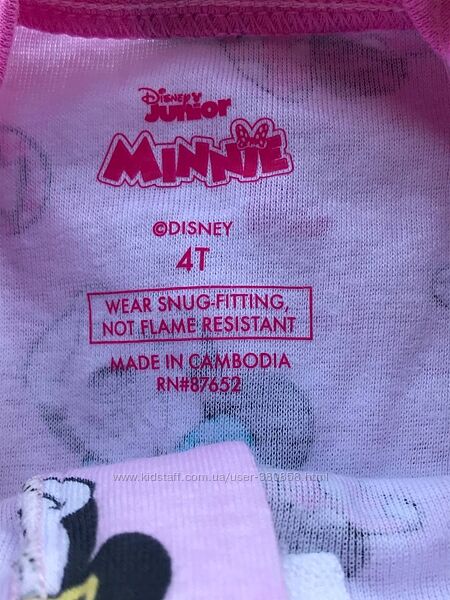 Disney
Junior
MINNIE
©DISNEY
4T
WEAR SNUG-FITTING,
NOT FLAME RESISTANT
MADE IN CAMBODIA
RN#87652